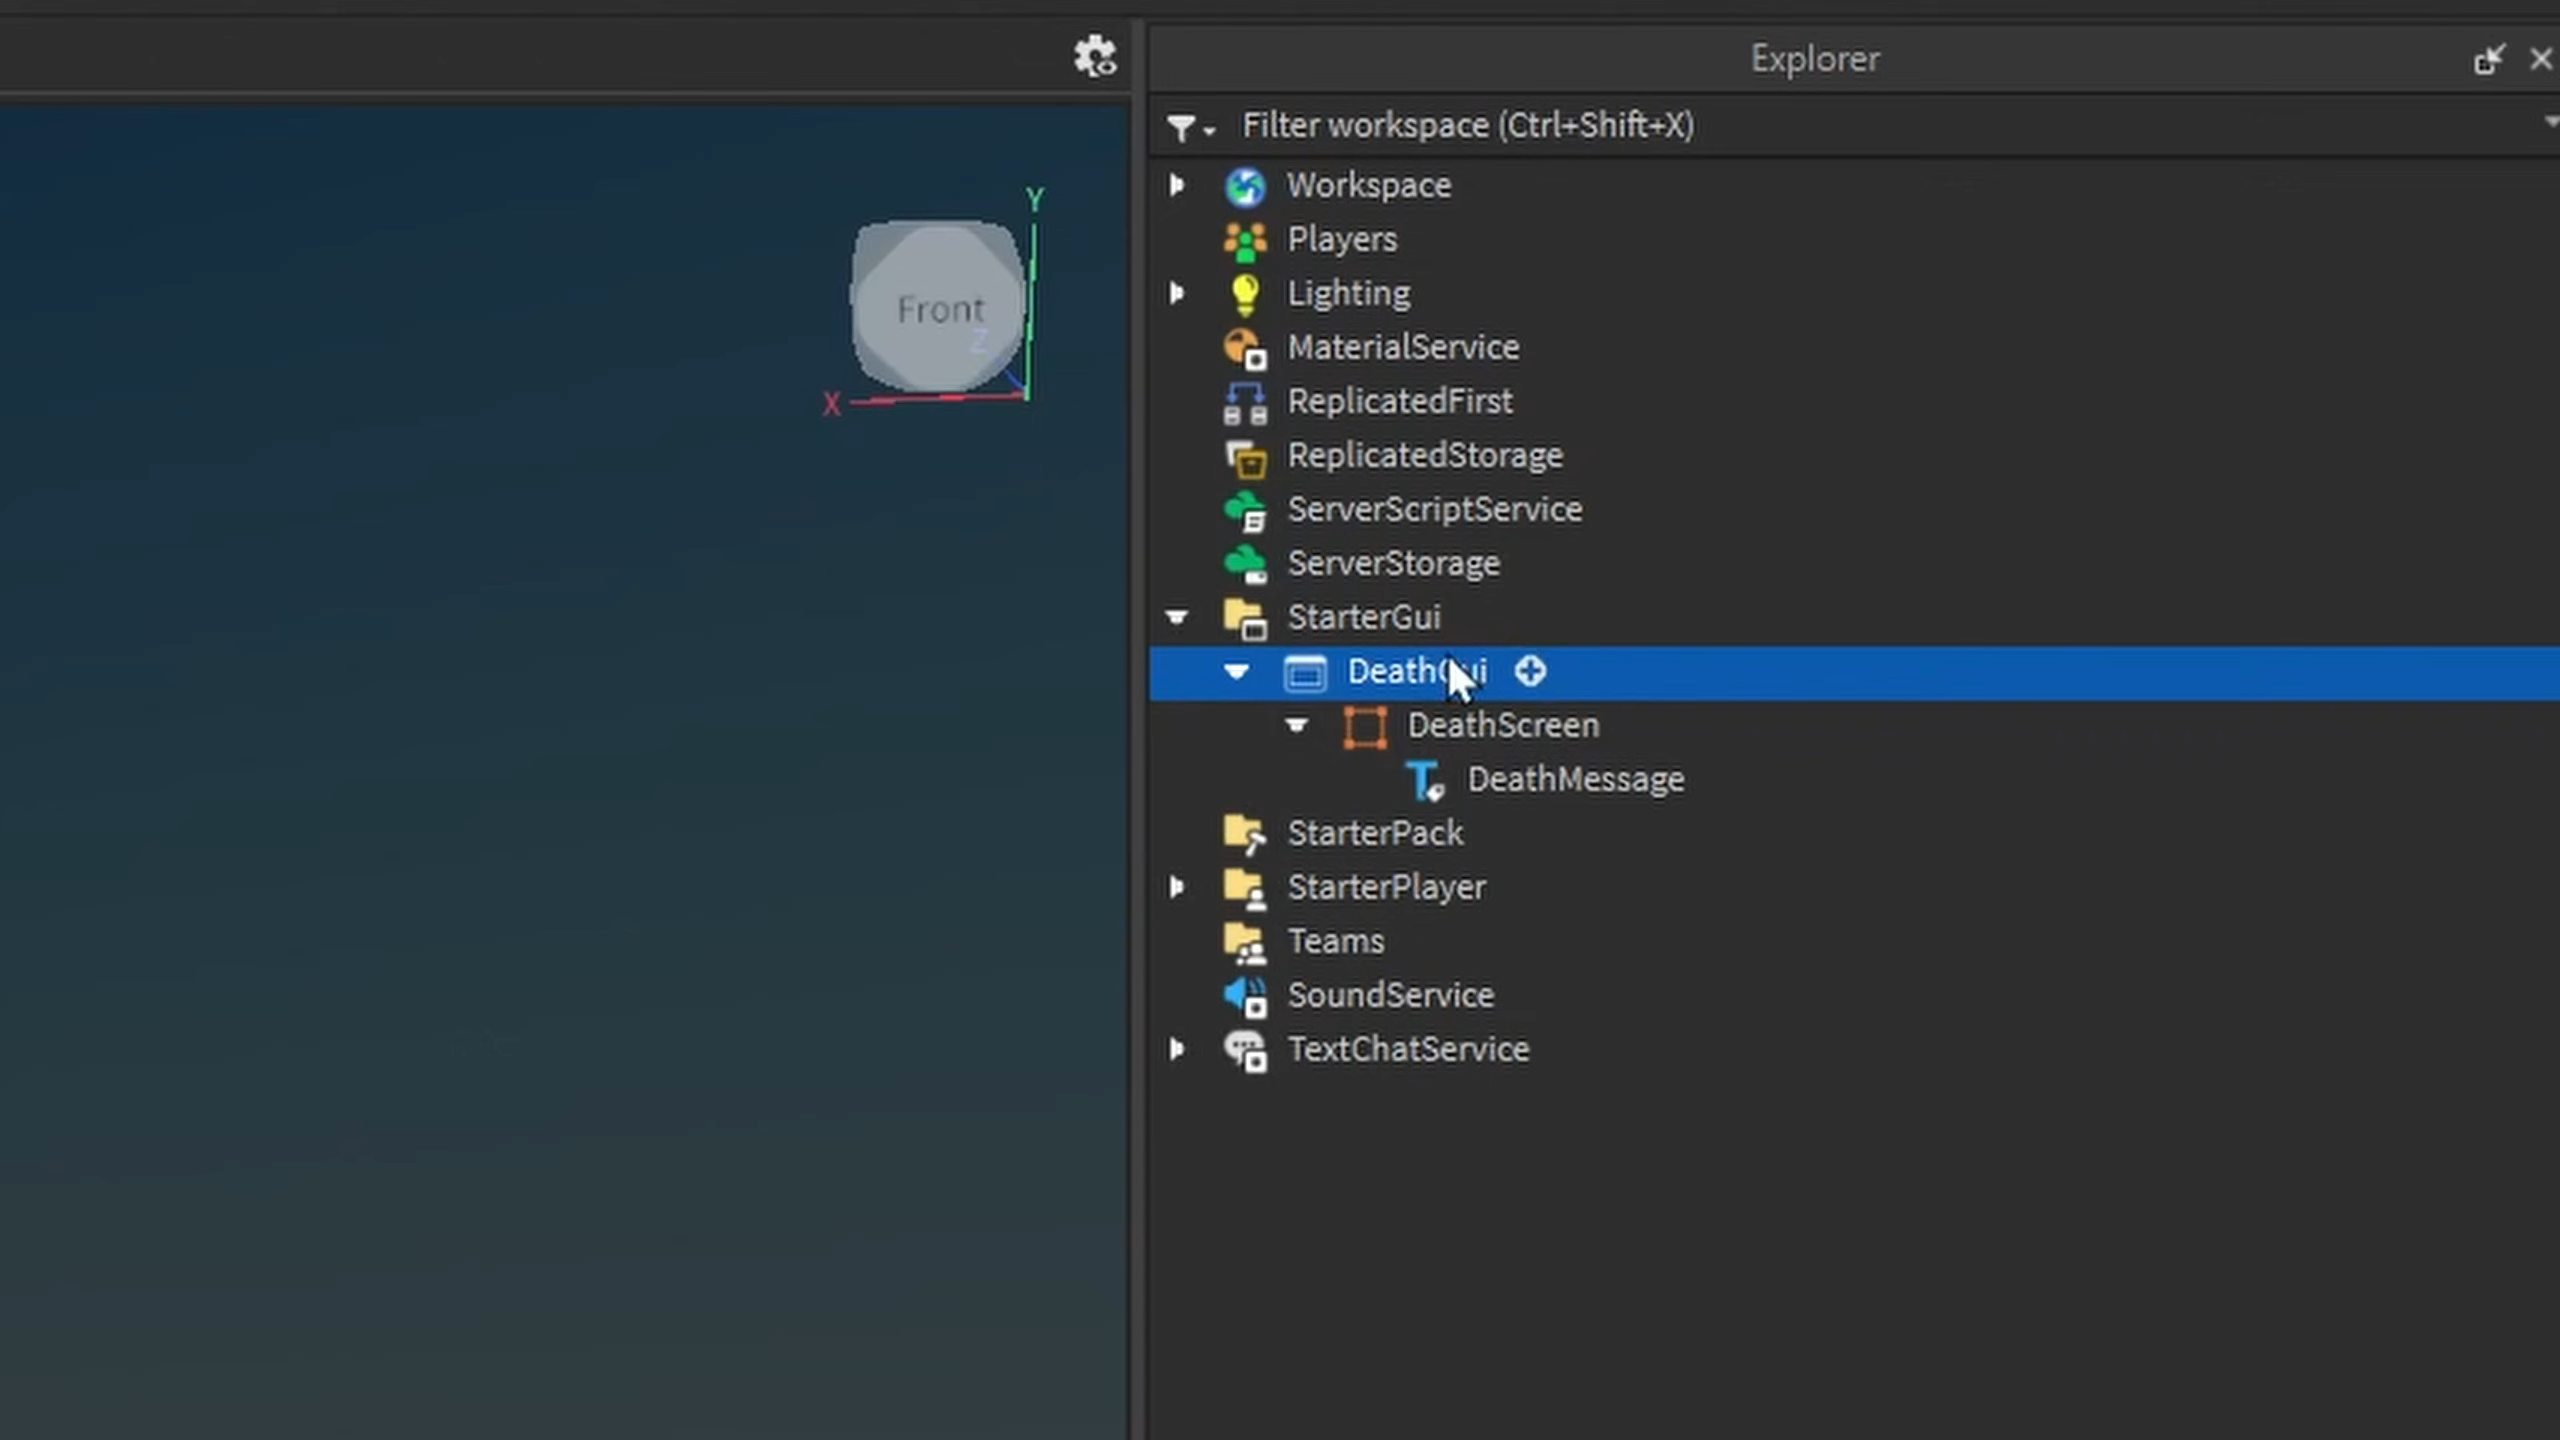 Explorer
Filter workspace (Ctrl+Shift+X)
Workspace
Players
Lighting
MaterialService
ReplicatedFirst
ReplicatedStorage
ServerScriptService
ServerStorage
StarterGui
DeathGui
DeathScreen
DeathMessage
StarterPack
StarterPlayer
Teams
SoundService
TextChatService
Y
Front
Z
X